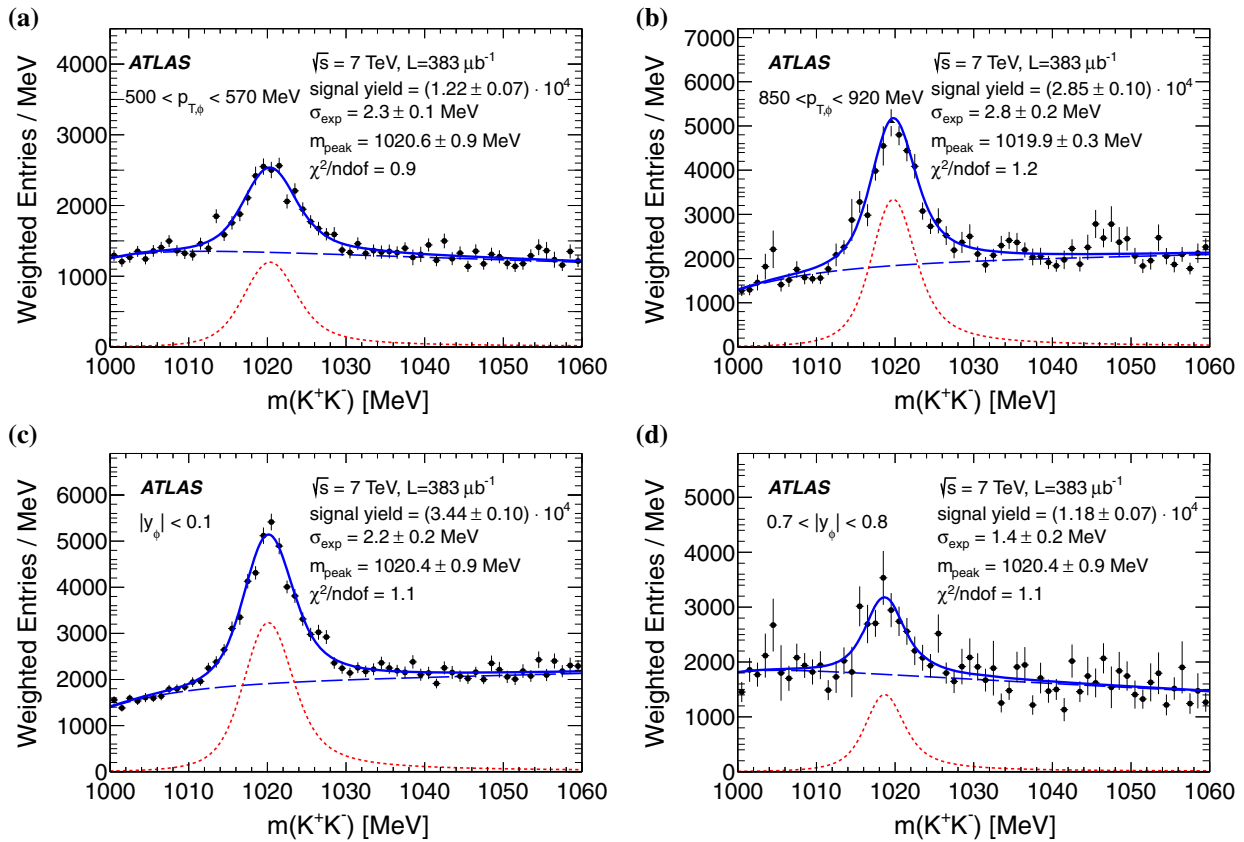 (a)
Weighted Entries / MeV
4000
3000
2000
1000
0
ATLAS
500 < p_T,ϕ < 570 MeV
√s = 7 TeV, L=383 μb⁻¹
signal yield = (1.22 ± 0.07) · 10⁴
σ_exp = 2.3 ± 0.1 MeV
m_peak = 1020.6 ± 0.9 MeV
χ²/ndof = 0.9
1000 1010 1020 1030 1040 1050 1060
m(K⁺K⁻) [MeV]
(b)
Weighted Entries / MeV
7000
6000
5000
4000
3000
2000
1000
0
ATLAS
850 <p_T,ϕ < 920 MeV
√s = 7 TeV, L=383 μb⁻¹
signal yield = (2.85 ± 0.10) · 10⁴
σ_exp = 2.8 ± 0.2 MeV
m_peak = 1019.9 ± 0.3 MeV
χ²/ndof = 1.2
1000 1010 1020 1030 1040 1050 1060
m(K⁺K⁻) [MeV]
(c)
Weighted Entries / MeV
6000
5000
4000
3000
2000
1000
0
ATLAS
|y_ϕ| < 0.1
√s = 7 TeV, L=383 μb⁻¹
signal yield = (3.44 ± 0.10) · 10⁴
σ_exp = 2.2 ± 0.2 MeV
m_peak = 1020.4 ± 0.9 MeV
χ²/ndof = 1.1
1000 1010 1020 1030 1040 1050 1060
m(K⁺K⁻) [MeV]
(d)
Weighted Entries / MeV
5000
4000
3000
2000
1000
0
ATLAS
0.7 < |y_ϕ| < 0.8
√s = 7 TeV, L=383 μb⁻¹
signal yield = (1.18 ± 0.07) · 10⁴
σ_exp = 1.4 ± 0.2 MeV
m_peak = 1020.4 ± 0.9 MeV
χ²/ndof = 1.1
1000 1010 1020 1030 1040 1050 1060
m(K⁺K⁻) [MeV]